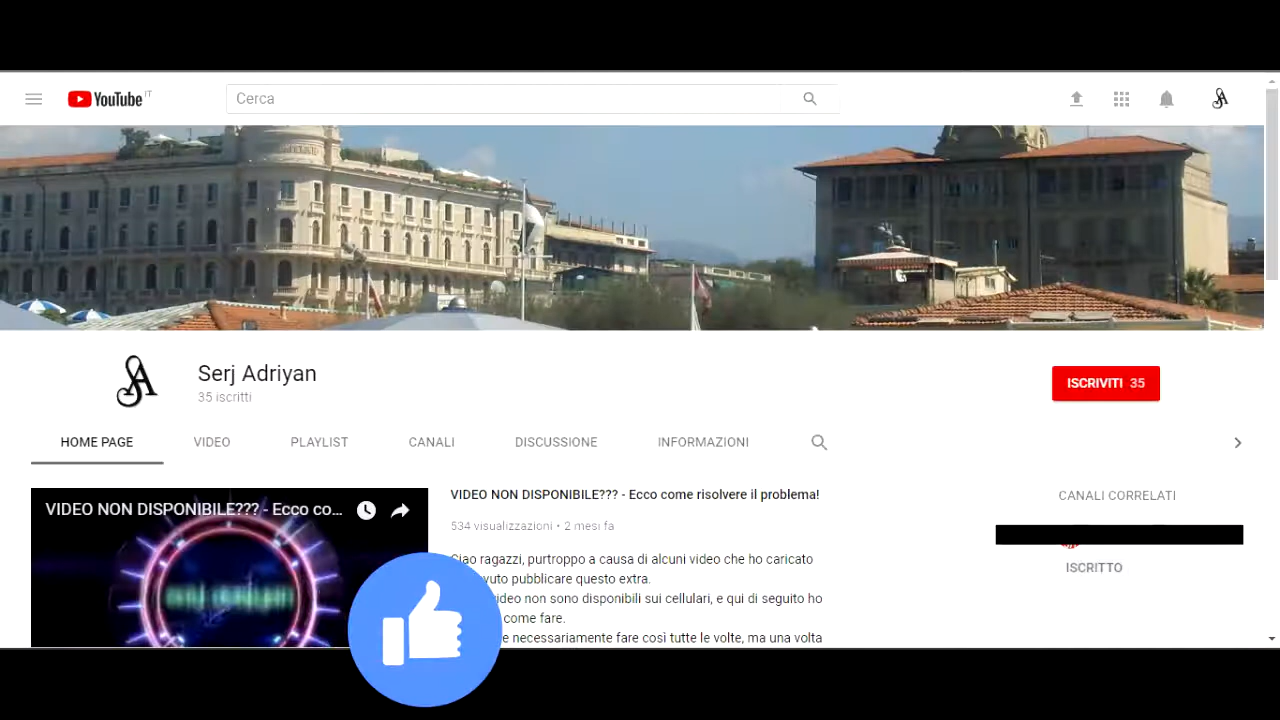 YouTube IT
Cerca
Serj Adriyan
35 iscritti
ISCRIVITI 35
HOME PAGE VIDEO PLAYLIST CANALI DISCUSSIONE INFORMAZIONI
VIDEO NON DISPONIBILE??? - Ecco co...
VIDEO NON DISPONIBILE??? - Ecco come risolvere il problema!
534 visualizzazioni • 2 mesi fa
Ciao ragazzi, purtroppo a causa di alcuni video che ho caricato
vuto pubblicare questo extra.
ideo non sono disponibili sui cellulari, e qui di seguito ho
come fare.
e necessariamente fare così tutte le volte, ma una volta
CANALI CORRELATI
ISCRITTO